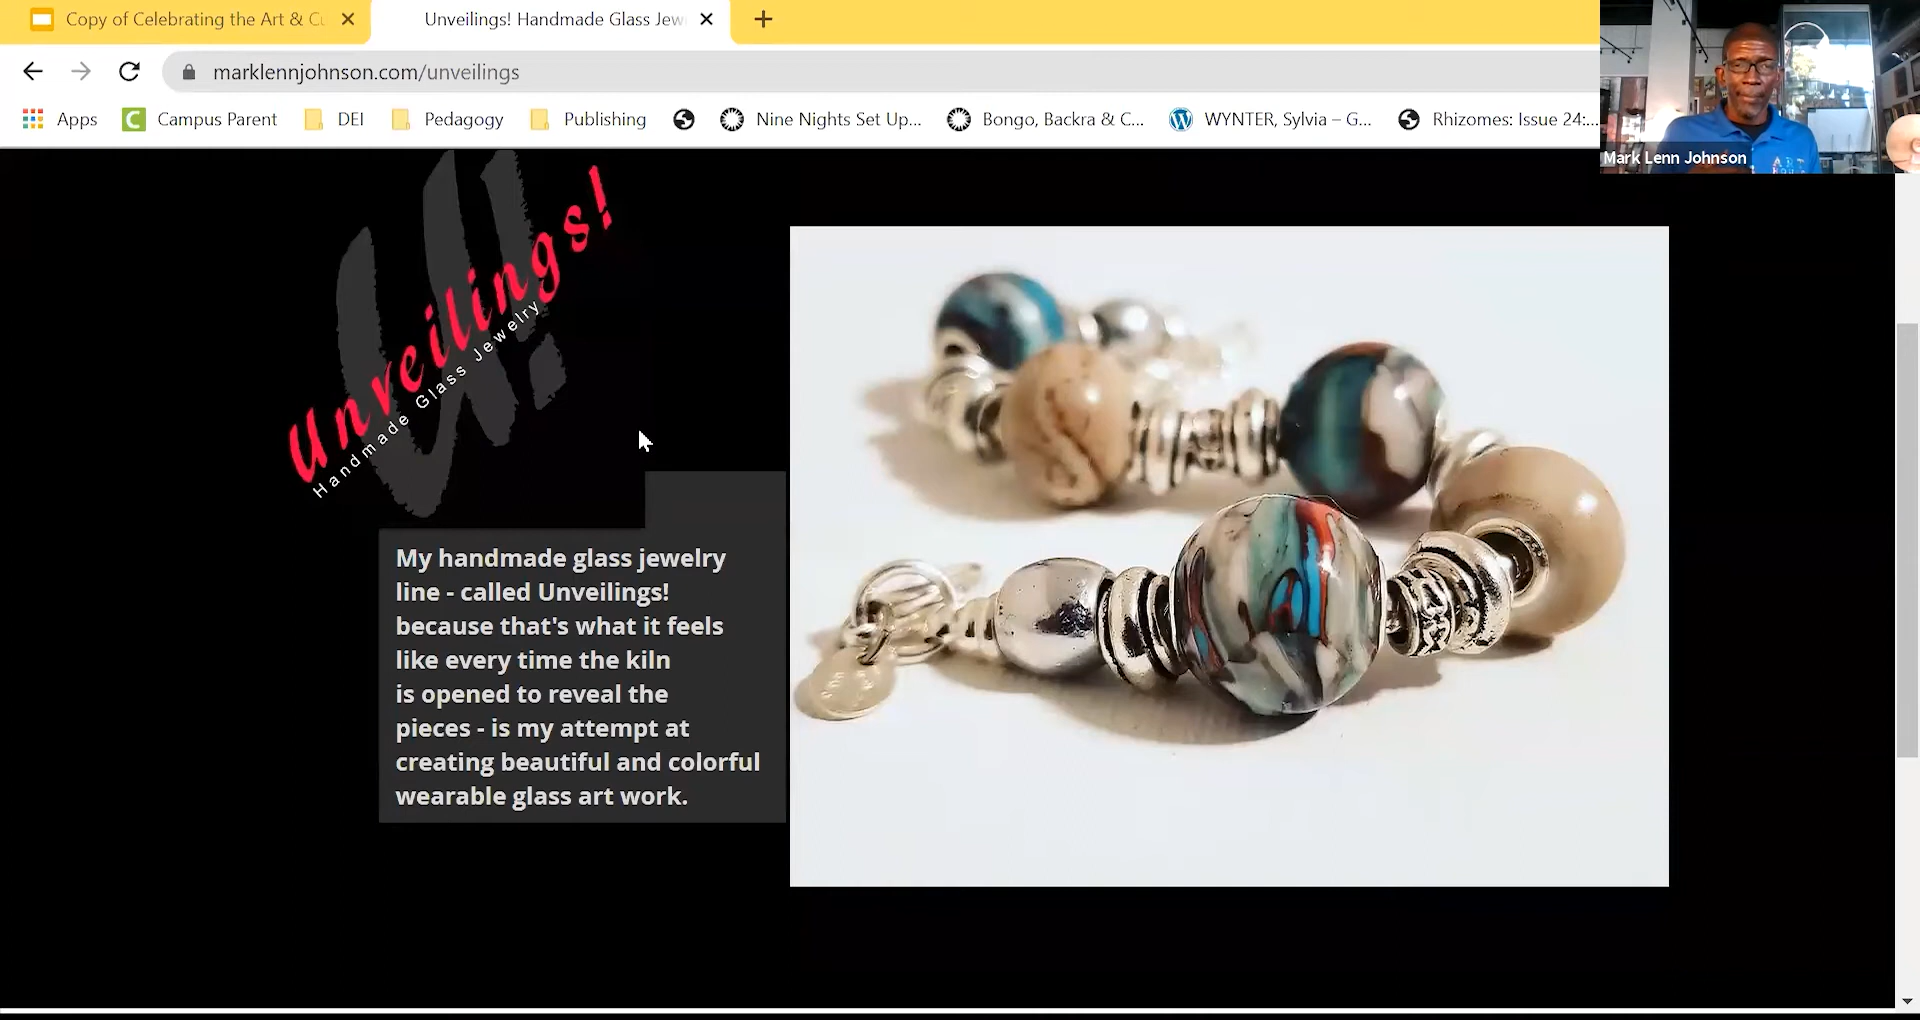 Copy of Celebrating the Art & Cu
Unveilings! Handmade Glass Jew
marklennjohnson.com/unveilings
Apps
Campus Parent
DEI
Pedagogy
Publishing
Nine Nights Set Up...
Bongo, Backra & C...
WYNTER, Sylvia – G...
Rhizomes: Issue 24:...
Mark Lenn Johnson
Unveilings!
Handmade Glass Jewelry
My handmade glass jewelry
line - called Unveilings!
because that's what it feels
like every time the kiln
is opened to reveal the
pieces - is my attempt at
creating beautiful and colorful
wearable glass art work.